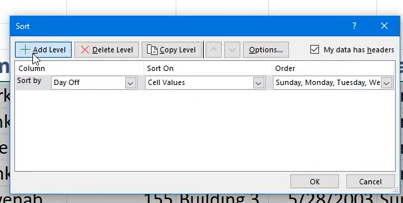 Sort
?
Add Level Delete Level Copy Level Options... My data has headers
Column Sort On Order
Sort by Day Off Cell Values Sunday, Monday, Tuesday, We
OK Cancel
155 Building 3 5/28/2003